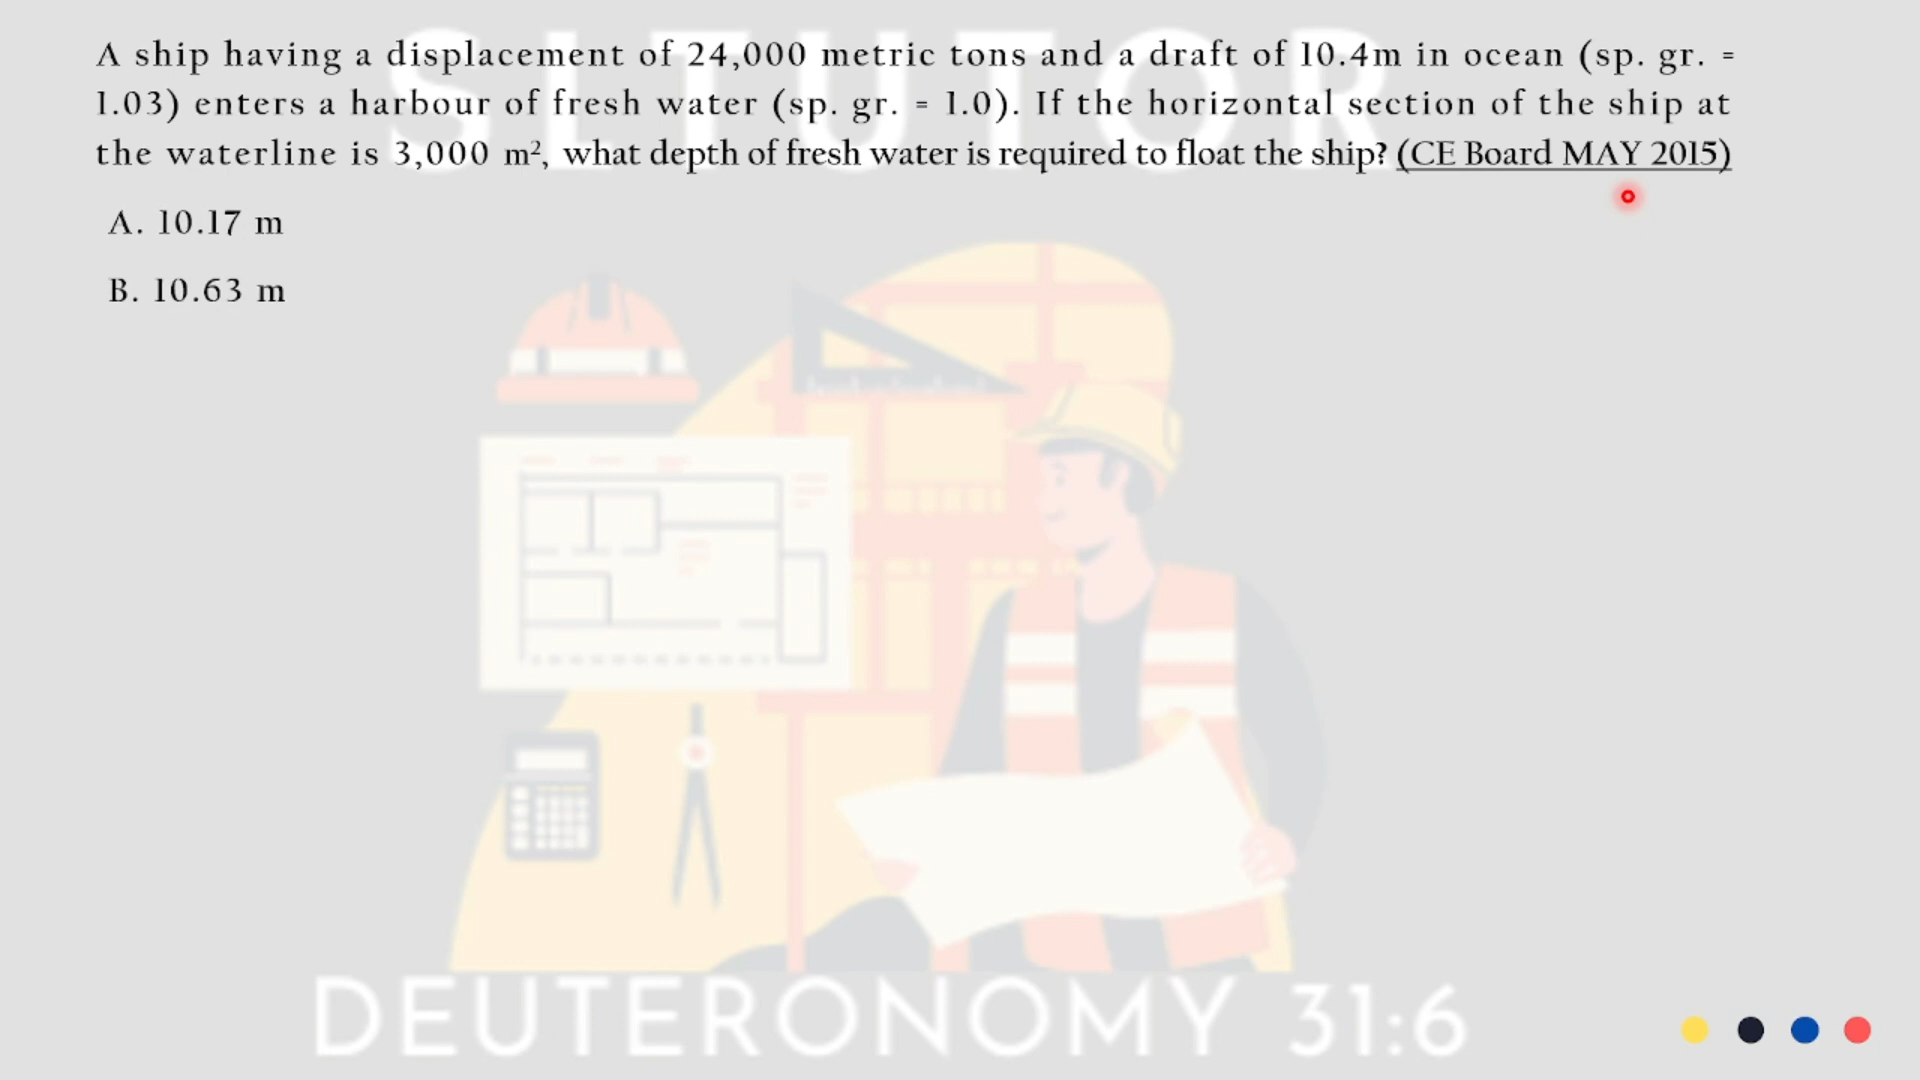 SLTUTOR
A ship having a displacement of 24,000 metric tons and a draft of 10.4m in ocean (sp. gr. =
1.03) enters a harbour of fresh water (sp. gr. = 1.0). If the horizontal section of the ship at
the waterline is 3,000 m², what depth of fresh water is required to float the ship? (CE Board MAY 2015)
A. 10.17 m
B. 10.63 m
DEUTERONOMY 31:6